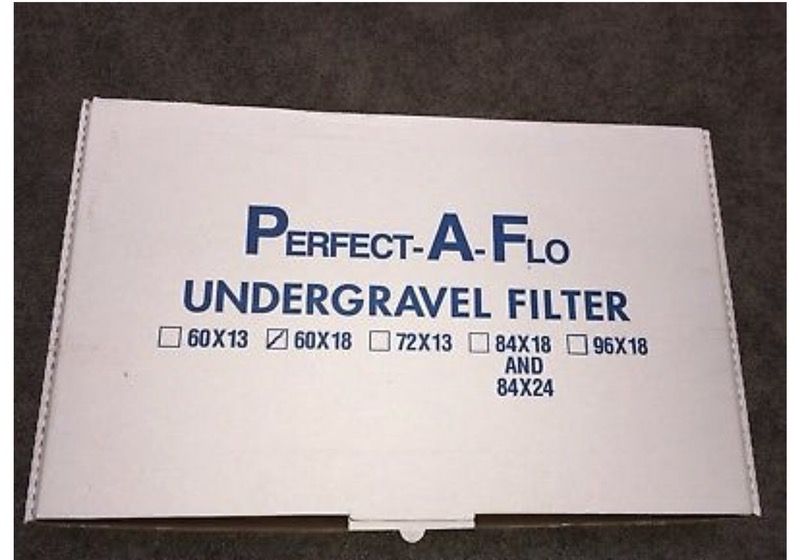 PERFECT-A-FLO
UNDERGRAVEL FILTER
60X13 60X18 72X13 84X18 96X18
AND
84X24